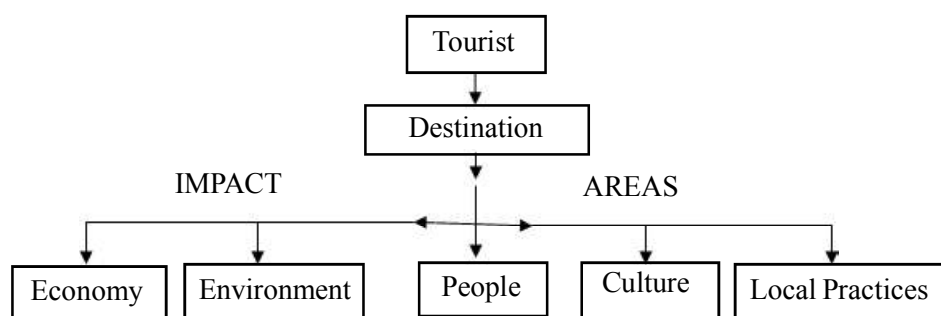 Tourist
Destination
IMPACT AREAS
Economy Environment People Culture Local Practices